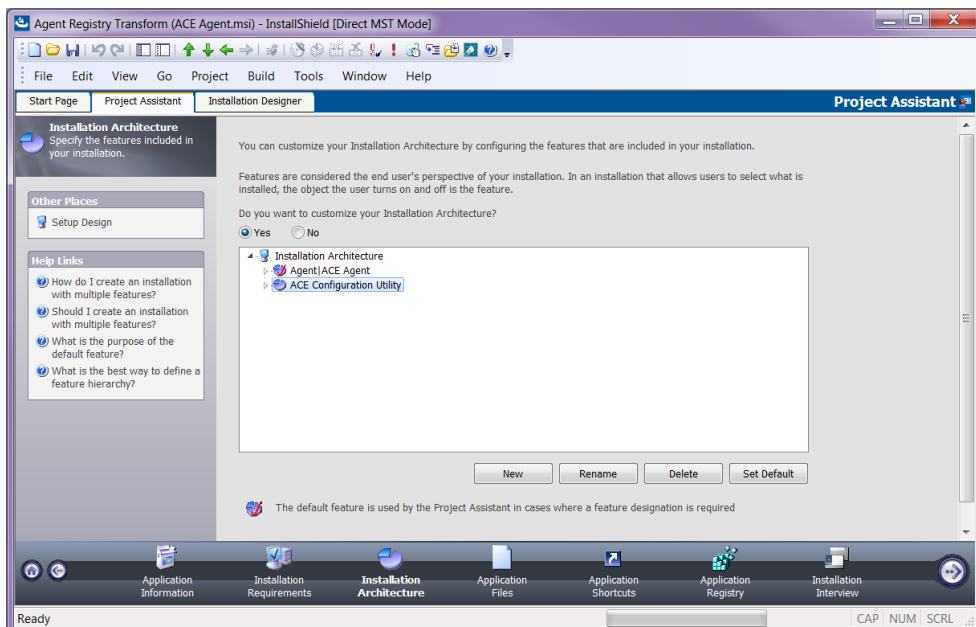 Agent Registry Transform (ACE Agent.msi) - InstallShield [Direct MST Mode]
File Edit View Go Project Build Tools Window Help
Start Page Project Assistant Installation Designer Project Assistant
Installation Architecture
Specify the features included in
your installation.
Other Places
Setup Design
Help Links
How do I create an installation
with multiple features?
Should I create an installation
with multiple features?
What is the purpose of the
default feature?
What is the best way to define a
feature hierarchy?
You can customize your Installation Architecture by configuring the features that are included in your installation.
Features are considered the end user's perspective of your installation. In an installation that allows users to select what is
installed, the object the user turns on and off is the feature.
Do you want to customize your Installation Architecture?
Yes No
Installation Architecture
Agent|ACE Agent
ACE Configuration Utility
New Rename Delete Set Default
The default feature is used by the Project Assistant in cases where a feature designation is required
Application
Information
Installation
Requirements
Installation
Architecture
Application
Files
Application
Shortcuts
Application
Registry
Installation
Interview
Ready CAP NUM SCRL